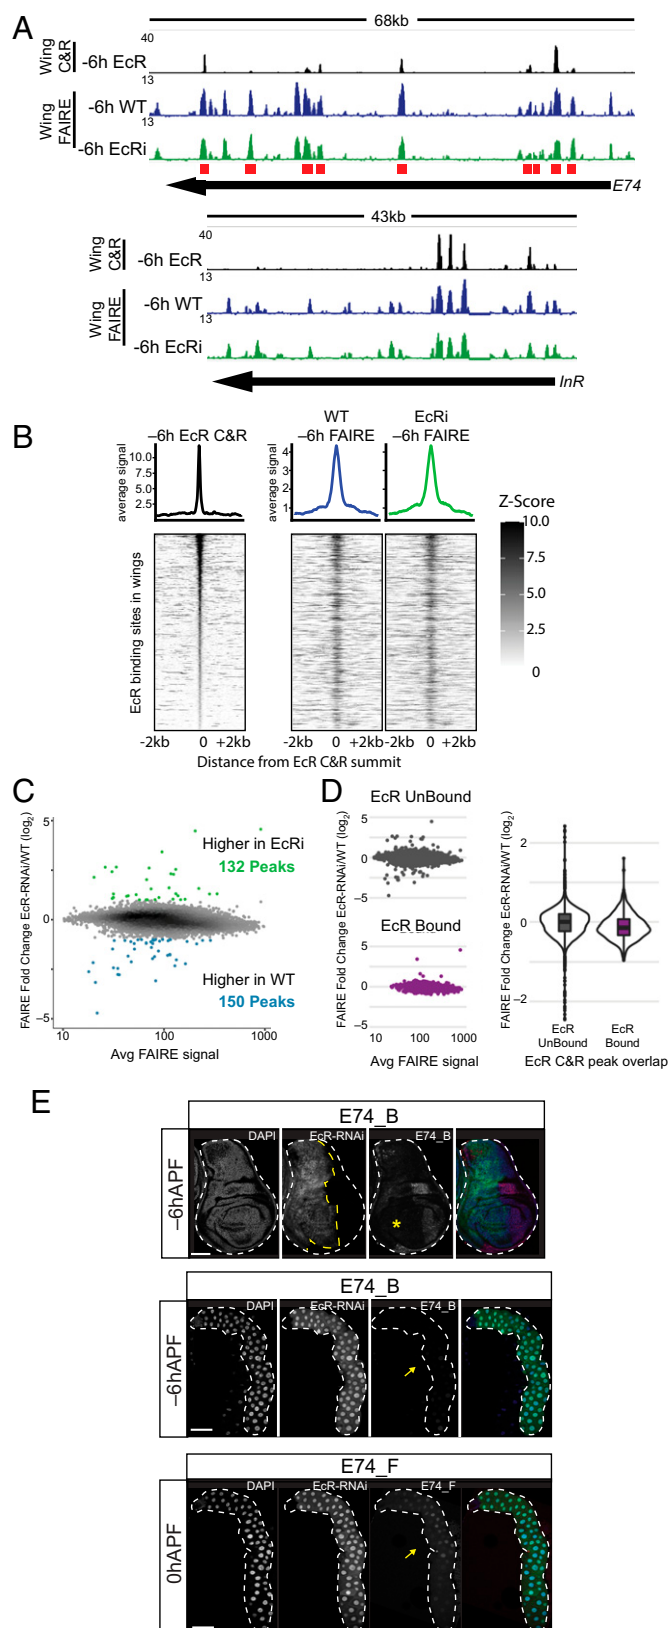 A
68kb
Wing C&R
40
-6h EcR
Wing FAIRE
13
-6h WT
13
-6h EcRi
E74
43kb
Wing C&R
40
-6h EcR
Wing FAIRE
13
-6h WT
13
-6h EcRi
InR
B
–6h EcR C&R
WT
–6h FAIRE
EcRi
–6h FAIRE
average signal
10.0
7.5
5.0
2.5
average signal
4
3
2
1
Z-Score
10.0
7.5
5.0
2.5
0
EcR binding sites in wings
-2kb 0 +2kb
-2kb 0 +2kb
-2kb 0 +2kb
Distance from EcR C&R summit
C
FAIRE Fold Change EcR-RNAi/WT (log2)
5
0
–5
Higher in EcRi
132 Peaks
Higher in WT
150 Peaks
10 100 1000
Avg FAIRE signal
D
EcR UnBound
FAIRE Fold Change EcR-RNAi/WT (log2)
5
0
–5
EcR Bound
5
0
–5
10 100 1000
Avg FAIRE signal
FAIRE Fold Change EcR-RNAi/WT (log2)
2
0
–2
EcR UnBound
EcR Bound
EcR C&R peak overlap
E
E74_B
–6hAPF
DAPI
EcR-RNAi
E74_B
*
E74_B
–6hAPF
DAPI
EcR-RNAi
E74_B
E74_F
0hAPF
DAPI
EcR-RNAi
E74_F